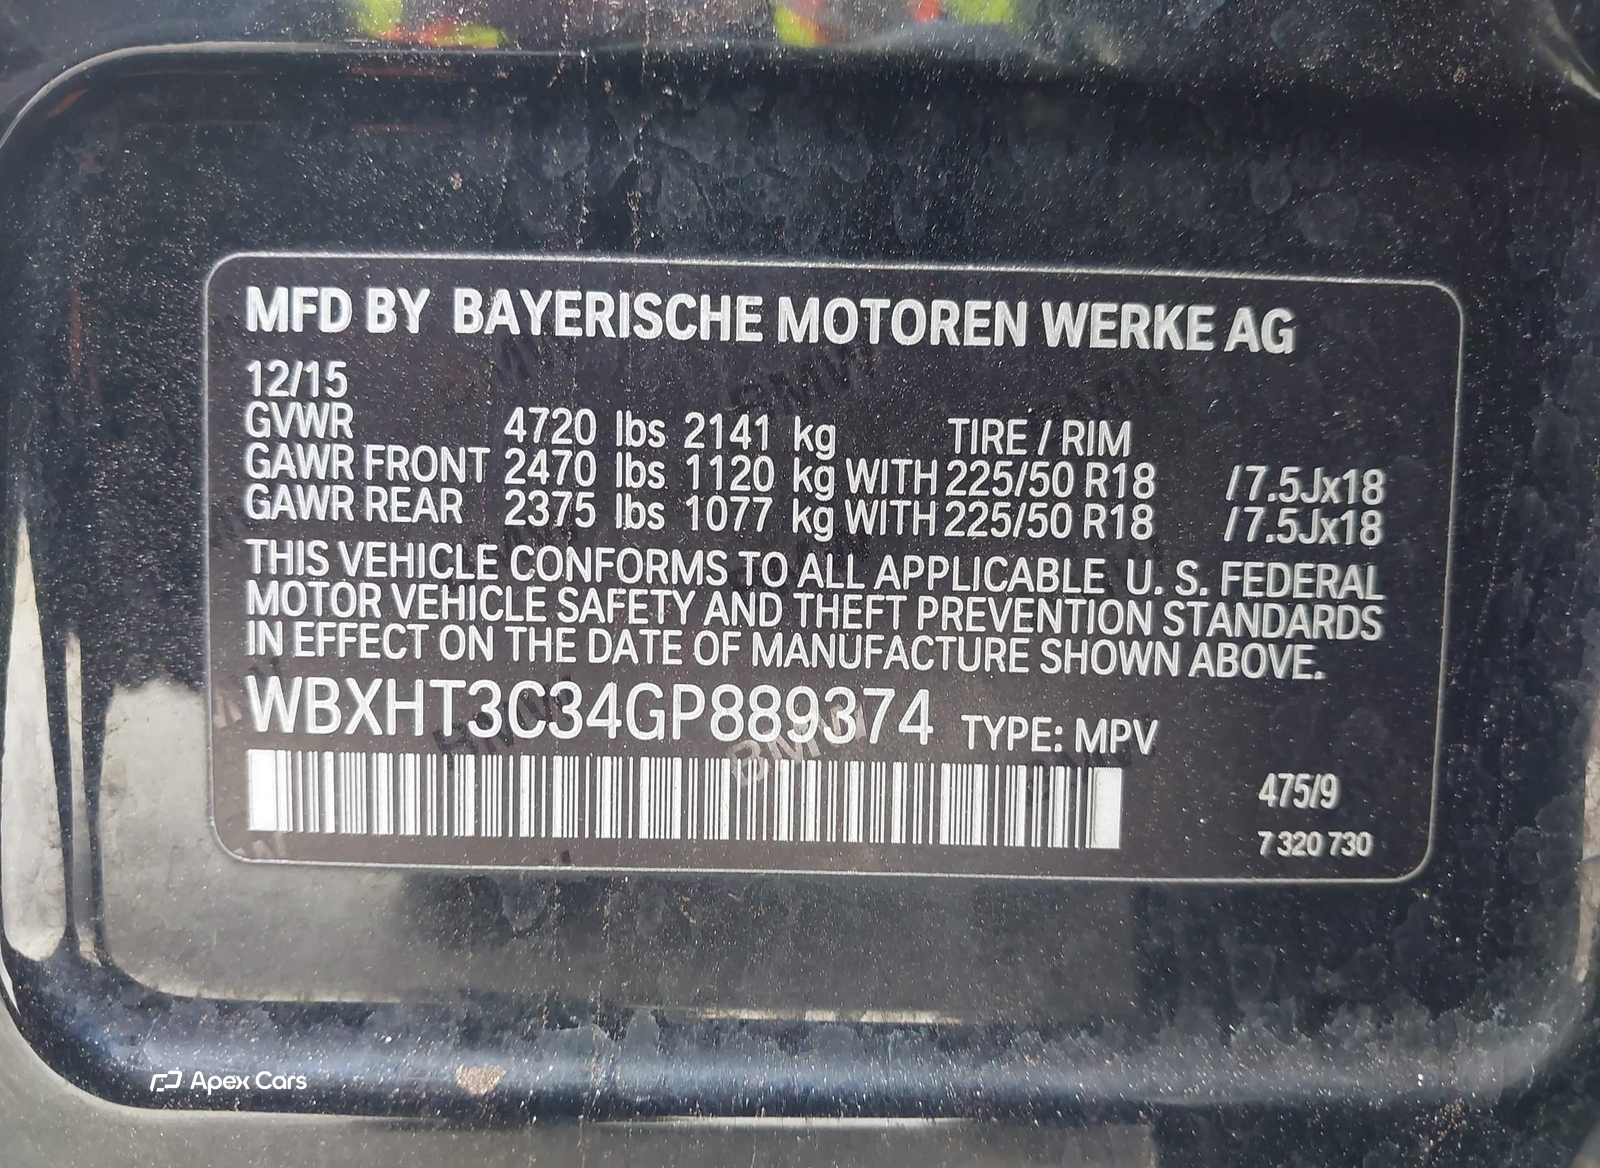 MFD BY BAYERISCHE MOTOREN WERKE AG
12/15
GVWR 4720 lbs 2141 kg TIRE / RIM
GAWR FRONT 2470 lbs 1120 kg WITH 225/50 R18 /7.5Jx18
GAWR REAR 2375 lbs 1077 kg WITH 225/50 R18 /7.5Jx18
THIS VEHICLE CONFORMS TO ALL APPLICABLE U. S. FEDERAL
MOTOR VEHICLE SAFETY AND THEFT PREVENTION STANDARDS
IN EFFECT ON THE DATE OF MANUFACTURE SHOWN ABOVE.
WBXHT3C34GP889374 TYPE: MPV
475/9
7 320 730
BMW
Apex Cars